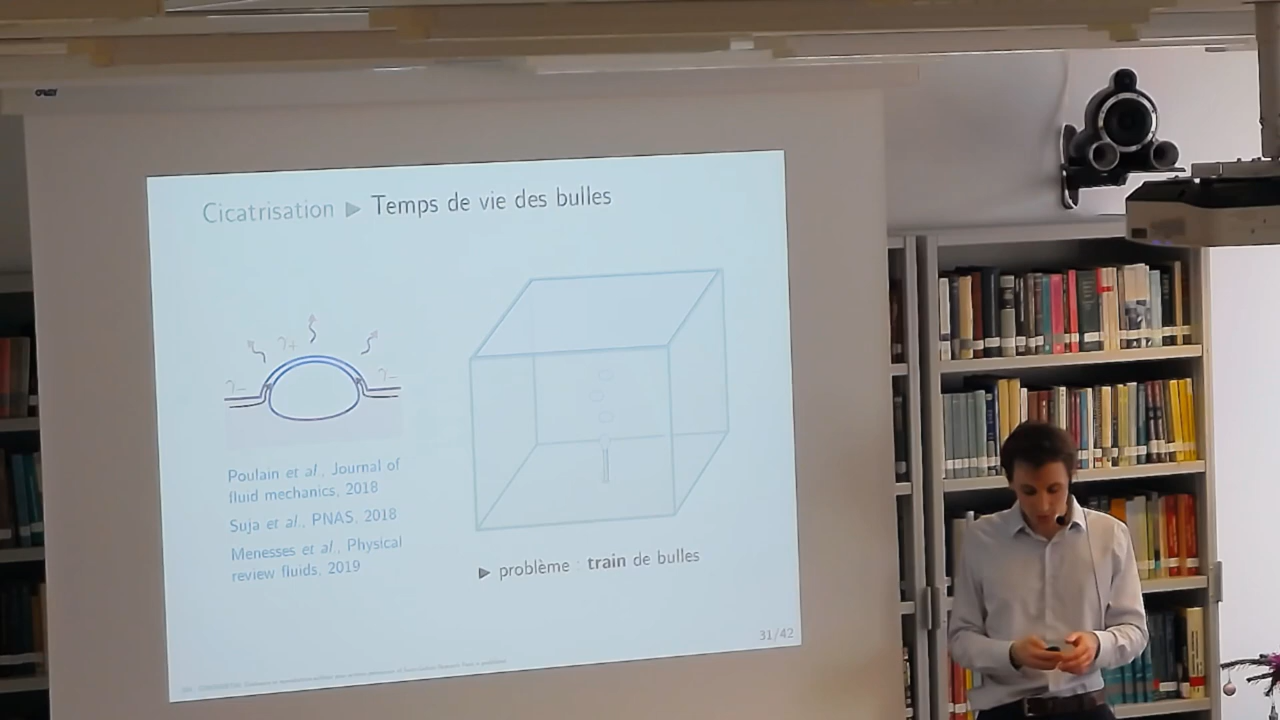 Cicatrisation ▶ Temps de vie des bulles
γ+
γ−
γ−
Poulain et al., Journal of
fluid mechanics, 2018
Suja et al., PNAS, 2018
Menesses et al., Physical
review fluids, 2019
▶ problème : train de bulles
31/42